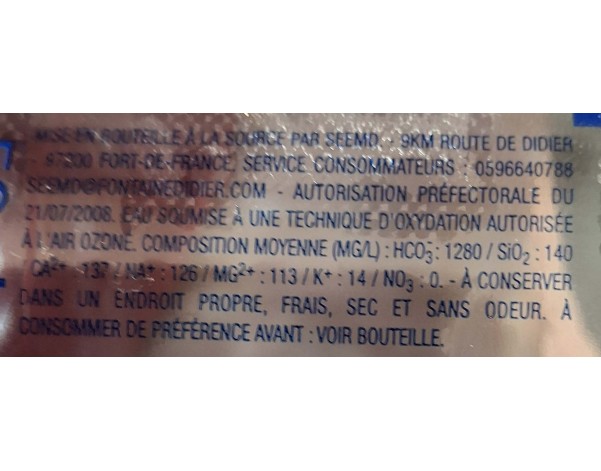 MISE EN BOUTEILLE À LA SOURCE PAR SEEMD. - 9KM ROUTE DE DIDIER
97200 FORT-DE-FRANCE. SERVICE CONSOMMATEURS : 0596640788
SEEMD@FONTAINEDIDIER.COM - AUTORISATION PRÉFECTORALE DU
21/07/2008. EAU SOUMISE À UNE TECHNIQUE D'OXYDATION AUTORISÉE
À L'AIR OZONE. COMPOSITION MOYENNE (MG/L) : HCO₃⁻ : 1280 / SiO₂ : 140
/ CA²⁺ : 137 / NA⁺ : 126 / MG²⁺ : 113 / K⁺ : 14 / NO₃ : 0. - À CONSERVER
DANS UN ENDROIT PROPRE, FRAIS, SEC ET SANS ODEUR. À
CONSOMMER DE PRÉFÉRENCE AVANT : VOIR BOUTEILLE.